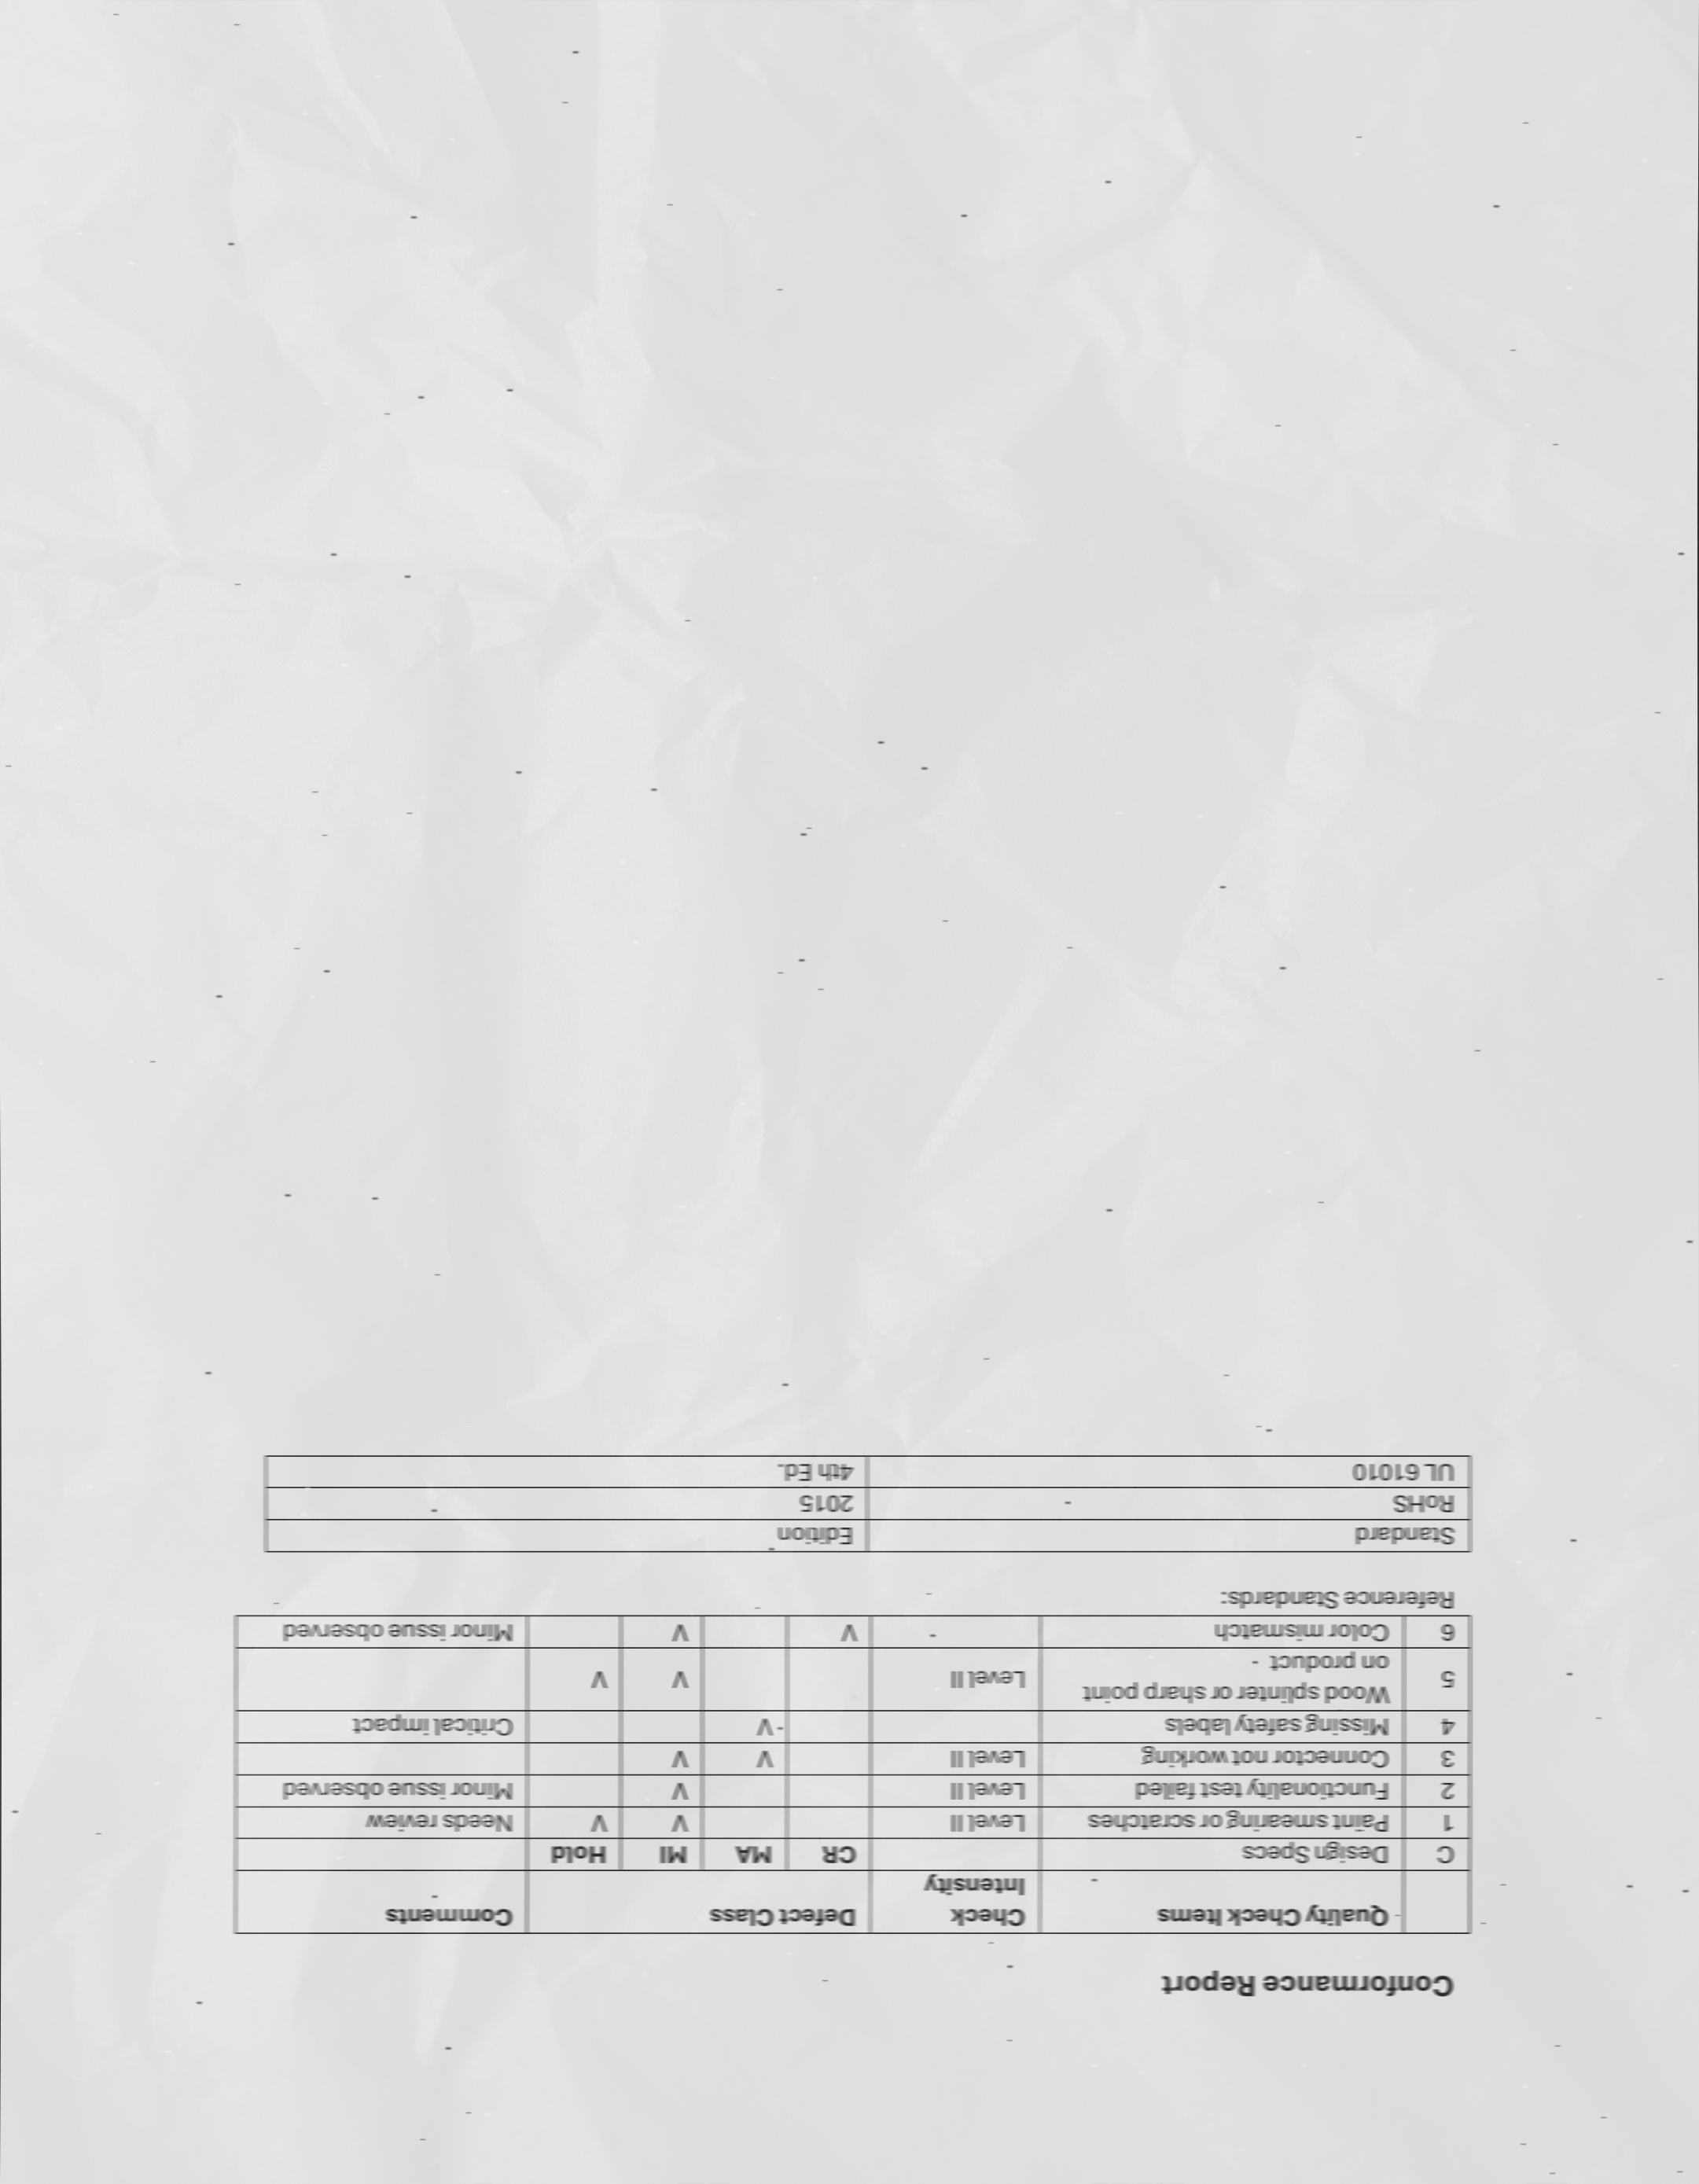 Conformance Report
Quality Check Items Check Intensity Defect Class Comments
C Design Specs CR MA MI Hold
1 Paint smearing or scratches Level II V V Needs review
2 Functionality test failed Level II V Minor issue observed
3 Connector not working Level II V V
4 Missing safety labels V Critical impact
5 Wood splinter or sharp point on product Level II V V
6 Color mismatch V V Minor issue observed
Reference Standards:
Standard Edition
RoHS 2015
UL 61010 4th Ed.